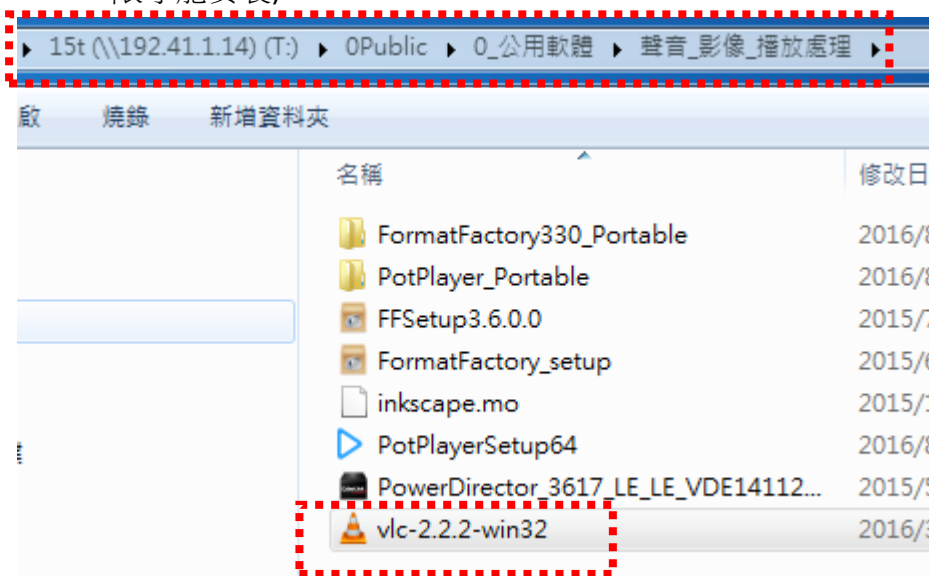 15t (\\192.41.1.14) (T:) ▸ 0Public ▸ 0_公用軟體 ▸ 聲音_影像_播放處理 ▸
啟 燒錄 新增資料夾
名稱 修改日
FormatFactory330_Portable 2016/8
PotPlayer_Portable 2016/8
FFSetup3.6.0.0 2015/7
FormatFactory_setup 2015/6
inkscape.mo 2015/1
PotPlayerSetup64 2016/8
PowerDirector_3617_LE_LE_VDE14112... 2015/5
vlc-2.2.2-win32 2016/3